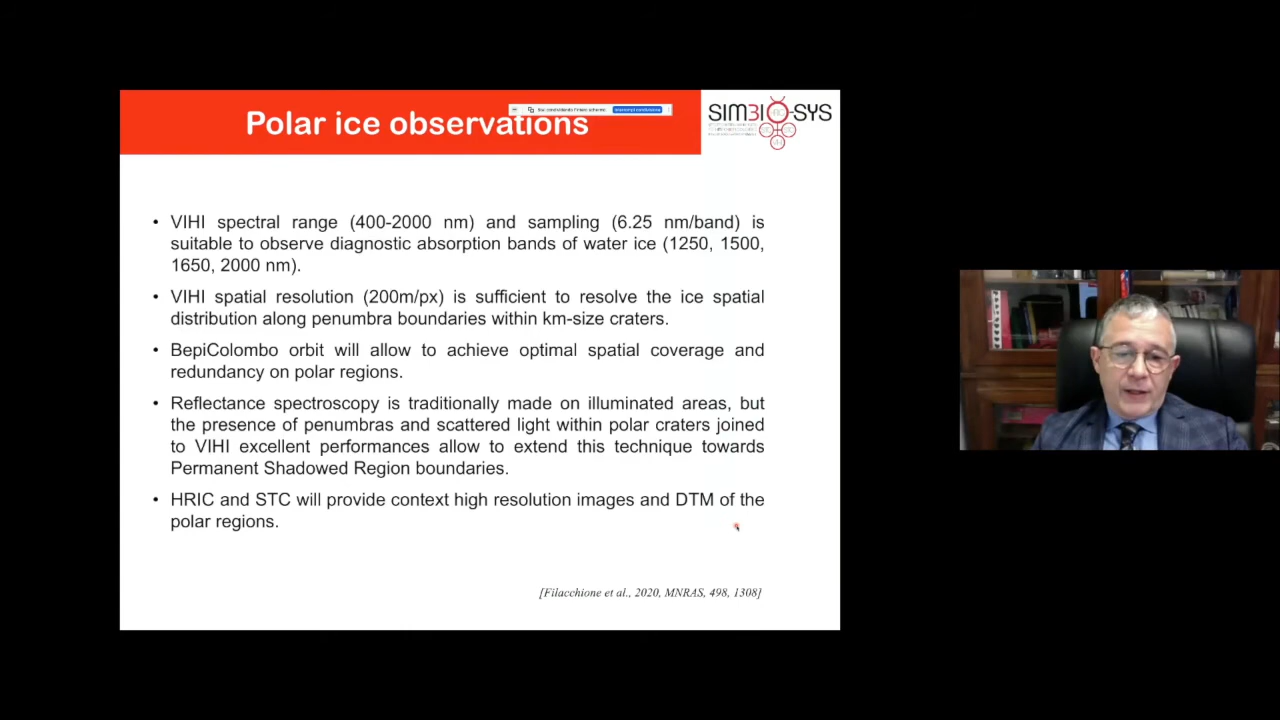 Polar ice observations
SIMBIO-SYS
• VIHI spectral range (400-2000 nm) and sampling (6.25 nm/band) is
suitable to observe diagnostic absorption bands of water ice (1250, 1500,
1650, 2000 nm).
• VIHI spatial resolution (200m/px) is sufficient to resolve the ice spatial
distribution along penumbra boundaries within km-size craters.
• BepiColombo orbit will allow to achieve optimal spatial coverage and
redundancy on polar regions.
• Reflectance spectroscopy is traditionally made on illuminated areas, but
the presence of penumbras and scattered light within polar craters joined
to VIHI excellent performances allow to extend this technique towards
Permanent Shadowed Region boundaries.
• HRIC and STC will provide context high resolution images and DTM of the
polar regions.
[Filacchione et al., 2020, MNRAS, 498, 1308]